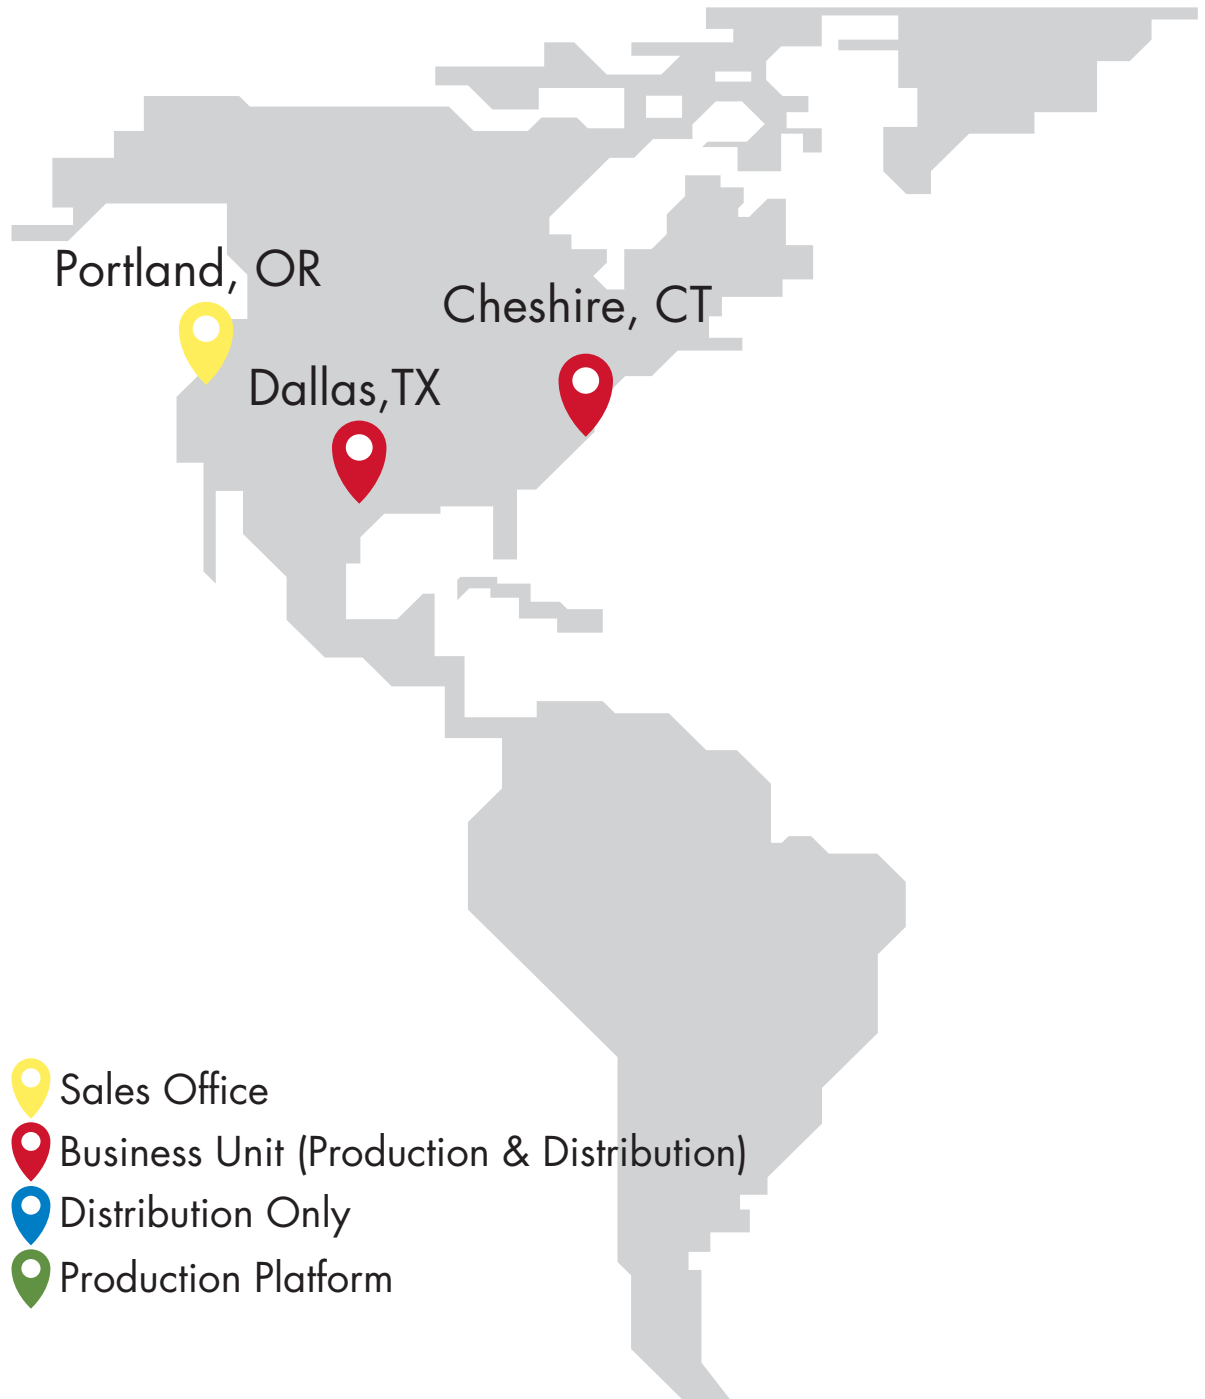 Portland, OR
Cheshire, CT
Dallas,TX
Sales Office
Business Unit (Production & Distribution)
Distribution Only
Production Platform